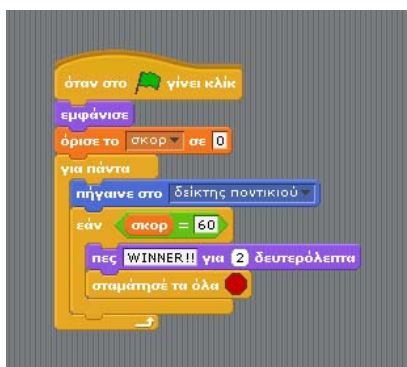 όταν στο γίνει κλίκ
εμφάνισε
όρισε το σκορ σε 0
για πάντα
πήγαινε στο δείκτης ποντικιού
εάν σκορ = 60
πες WINNER!! για 2 δευτερόλεπτα
σταμάτησέ τα όλα